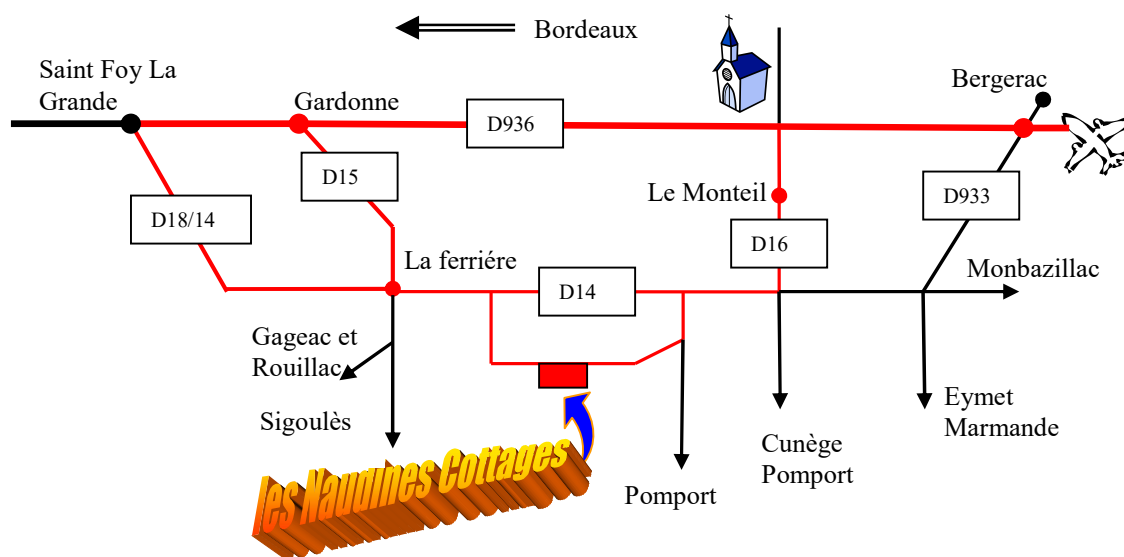 Bordeaux
Saint Foy La
Grande
Gardonne
Bergerac
D936
D15
Le Monteil
D933
D18/14
D16
La ferriére
Monbazillac
D14
Gageac et
Rouillac
Sigoulès
Eymet
Marmande
Cunège
Pomport
Pomport
les Naudines Cottages